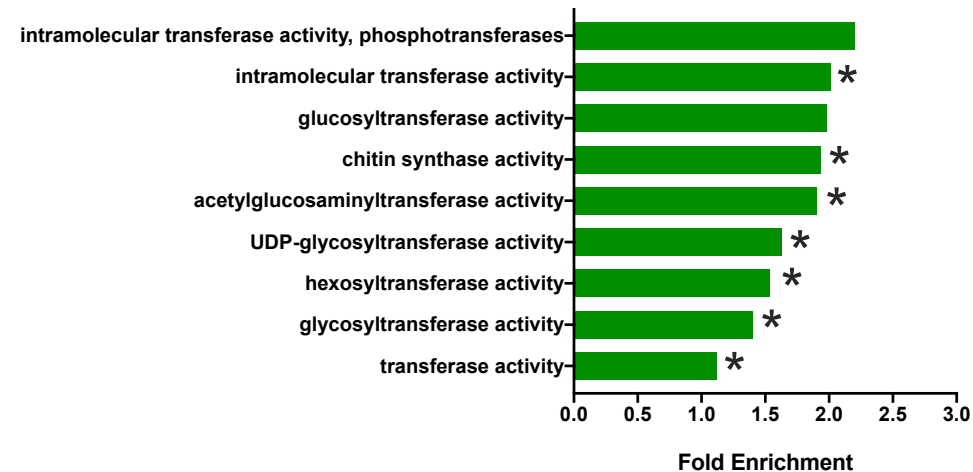 intramolecular transferase activity, phosphotransferases
intramolecular transferase activity *
glucosyltransferase activity
chitin synthase activity *
acetylglucosaminyltransferase activity *
UDP-glycosyltransferase activity *
hexosyltransferase activity *
glycosyltransferase activity *
transferase activity *
0.0 0.5 1.0 1.5 2.0 2.5 3.0
Fold Enrichment